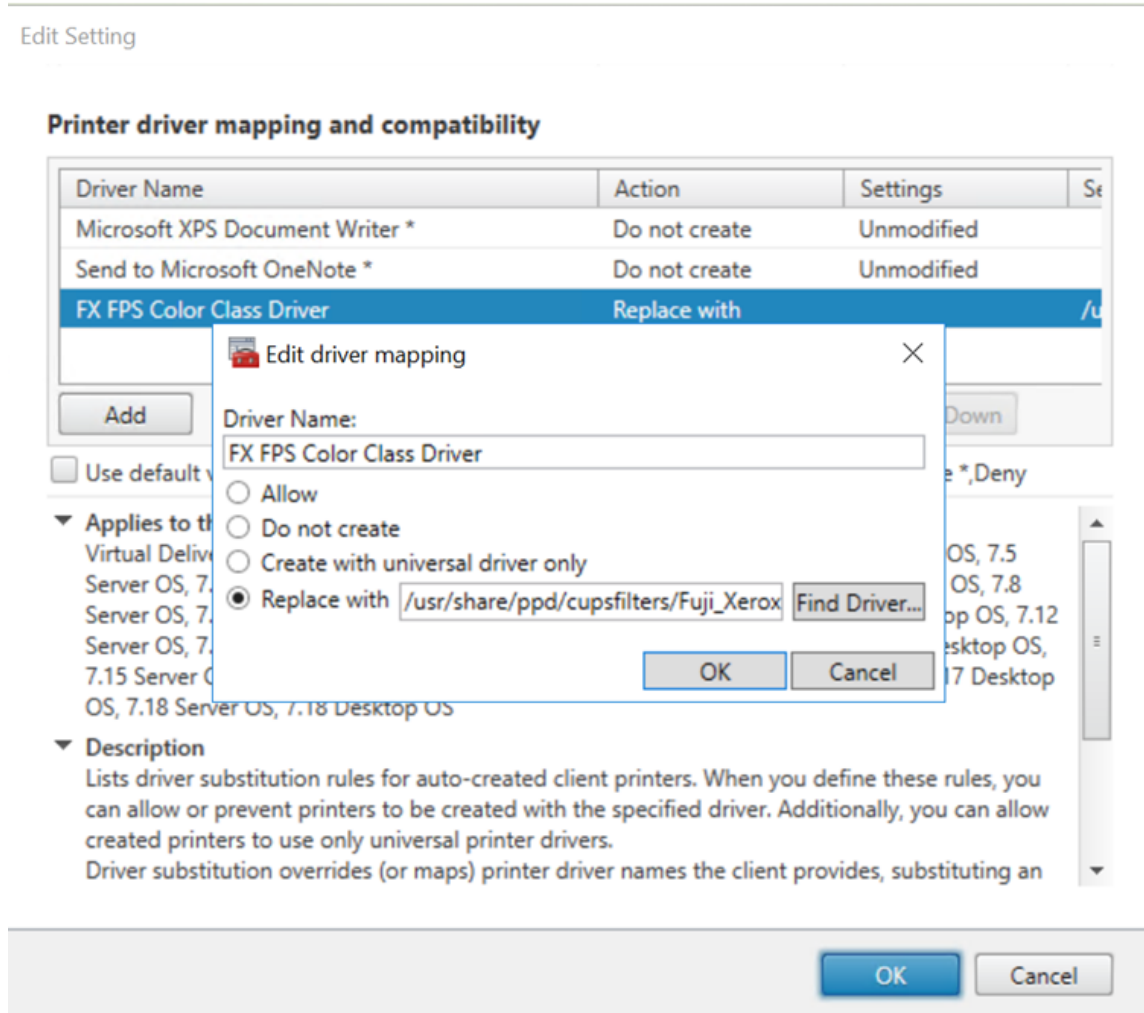 Edit Setting
Printer driver mapping and compatibility
Driver Name Action Settings Se
Microsoft XPS Document Writer * Do not create Unmodified
Send to Microsoft OneNote * Do not create Unmodified
FX FPS Color Class Driver Replace with /u
Edit driver mapping
Add Down
Driver Name:
FX FPS Color Class Driver
Use default e *,Deny
Allow
Do not create
Create with universal driver only
Replace with /usr/share/ppd/cupsfilters/Fuji_Xerox Find Driver...
OK Cancel
Applies to th
Virtual Delive OS, 7.5
Server OS, 7. OS, 7.8
Server OS, 7. op OS, 7.12
Server OS, 7. esktop OS,
7.15 Server O 17 Desktop
OS, 7.18 Server OS, 7.18 Desktop OS
Description
Lists driver substitution rules for auto-created client printers. When you define these rules, you
can allow or prevent printers to be created with the specified driver. Additionally, you can allow
created printers to use only universal printer drivers.
Driver substitution overrides (or maps) printer driver names the client provides, substituting an
OK Cancel